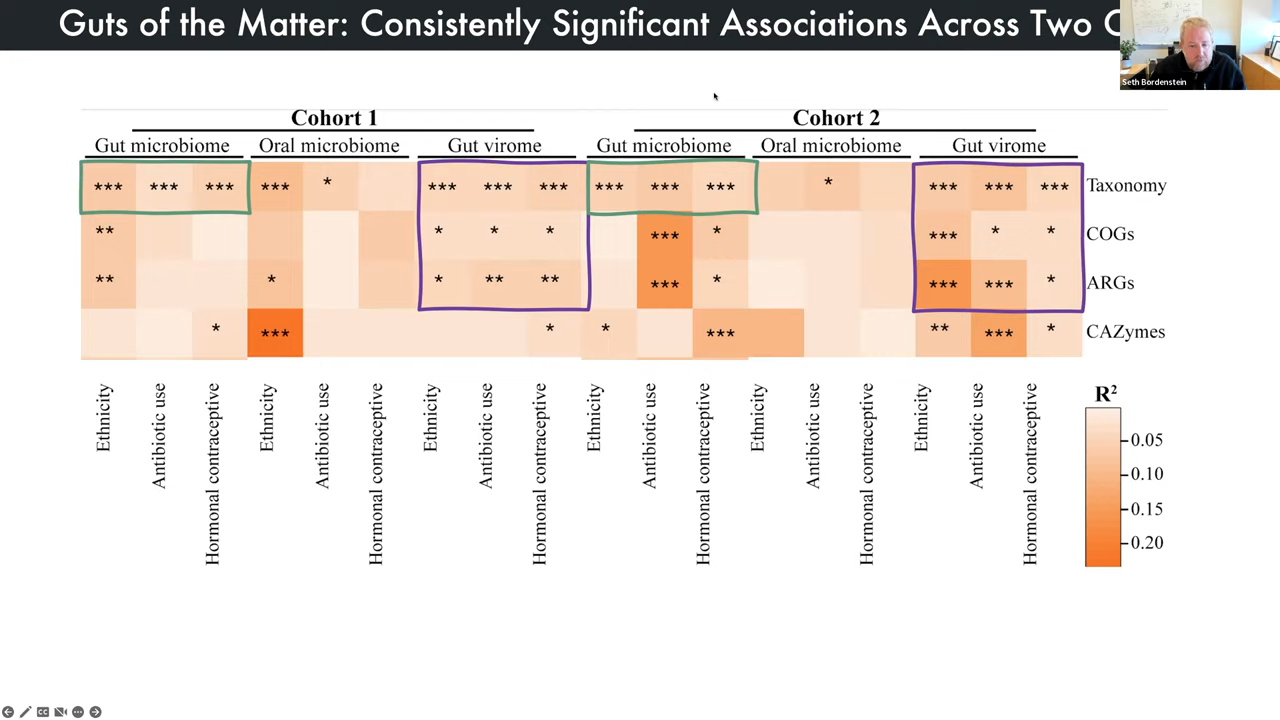 Guts of the Matter: Consistently Significant Associations Across Two
Seth Bordenstein
Cohort 1 Cohort 2
Gut microbiome Oral microbiome Gut virome Gut microbiome Oral microbiome Gut virome
*** *** *** *** * *** *** *** *** *** *** * *** *** *** Taxonomy
** * * * *** * *** * * COGs
** * * ** ** *** * *** *** * ARGs
* *** * * *** ** *** * CAZymes
Ethnicity
Antibiotic use
Hormonal contraceptive
Ethnicity
Antibiotic use
Hormonal contraceptive
Ethnicity
Antibiotic use
Hormonal contraceptive
Ethnicity
Antibiotic use
Hormonal contraceptive
Ethnicity
Antibiotic use
Hormonal contraceptive
Ethnicity
Antibiotic use
Hormonal contraceptive
R²
0.05
0.10
0.15
0.20
CC